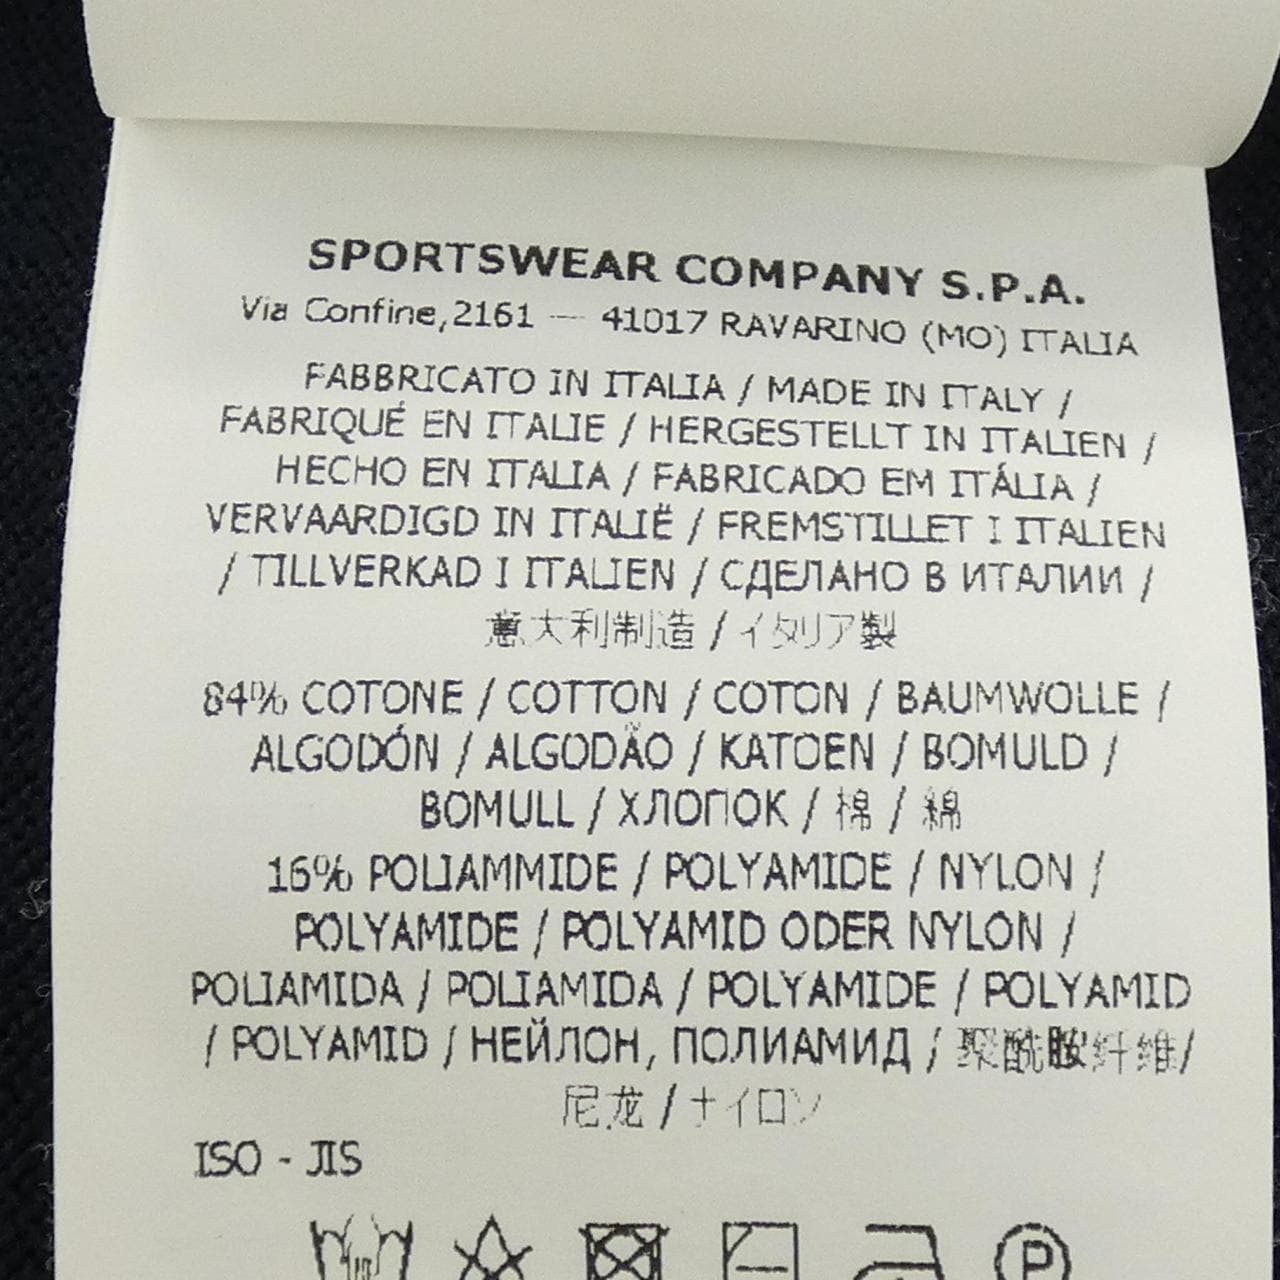 SPORTSWEAR COMPANY S.P.A.
Via Confine,2161 — 41017 RAVARINO (MO) ITALIA
FABBRICATO IN ITALIA / MADE IN ITALY /
FABRIQUÉ EN ITALIE / HERGESTELLT IN ITALIEN /
HECHO EN ITALIA / FABRICADO EM ITÁLIA /
VERVAARDIGD IN ITALIË / FREMSTILLET I ITALIEN
/ TILLVERKAD I ITALIEN / СДЕЛАНО В ИТАЛИИ /
意大利制造 / イタリア製
84% COTONE / COTTON / COTON / BAUMWOLLE /
ALGODÓN / ALGODÃO / KATOEN / BOMULD /
BOMULL / ХЛОПОК / 棉 / 綿
16% POLIAMMIDE / POLYAMIDE / NYLON /
POLYAMIDE / POLYAMID ODER NYLON /
POLIAMIDA / POLIAMIDA / POLYAMIDE / POLYAMID
/ POLYAMID / НЕЙЛОН, ПОЛИАМИД / 聚酰胺纤维/
尼龙 / ナイロン
ISO - JIS
P